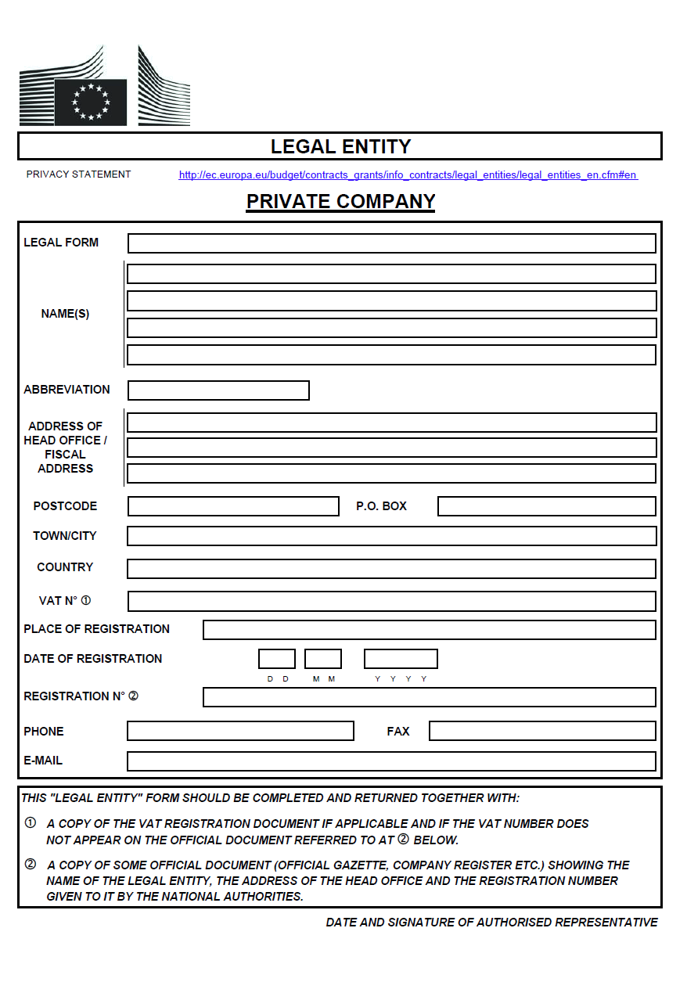 LEGAL ENTITY
PRIVACY STATEMENT http://ec.europa.eu/budget/contracts_grants/info_contracts/legal_entities/legal_entities_en.cfm#en
PRIVATE COMPANY
LEGAL FORM
NAME(S)
ABBREVIATION
ADDRESS OF
HEAD OFFICE /
FISCAL
ADDRESS
POSTCODE P.O. BOX
TOWN/CITY
COUNTRY
VAT N° ①
PLACE OF REGISTRATION
DATE OF REGISTRATION
D D M M Y Y Y Y
REGISTRATION N° ②
PHONE FAX
E-MAIL
THIS "LEGAL ENTITY" FORM SHOULD BE COMPLETED AND RETURNED TOGETHER WITH:
① A COPY OF THE VAT REGISTRATION DOCUMENT IF APPLICABLE AND IF THE VAT NUMBER DOES
NOT APPEAR ON THE OFFICIAL DOCUMENT REFERRED TO AT ② BELOW.
② A COPY OF SOME OFFICIAL DOCUMENT (OFFICIAL GAZETTE, COMPANY REGISTER ETC.) SHOWING THE
NAME OF THE LEGAL ENTITY, THE ADDRESS OF THE HEAD OFFICE AND THE REGISTRATION NUMBER
GIVEN TO IT BY THE NATIONAL AUTHORITIES.
DATE AND SIGNATURE OF AUTHORISED REPRESENTATIVE